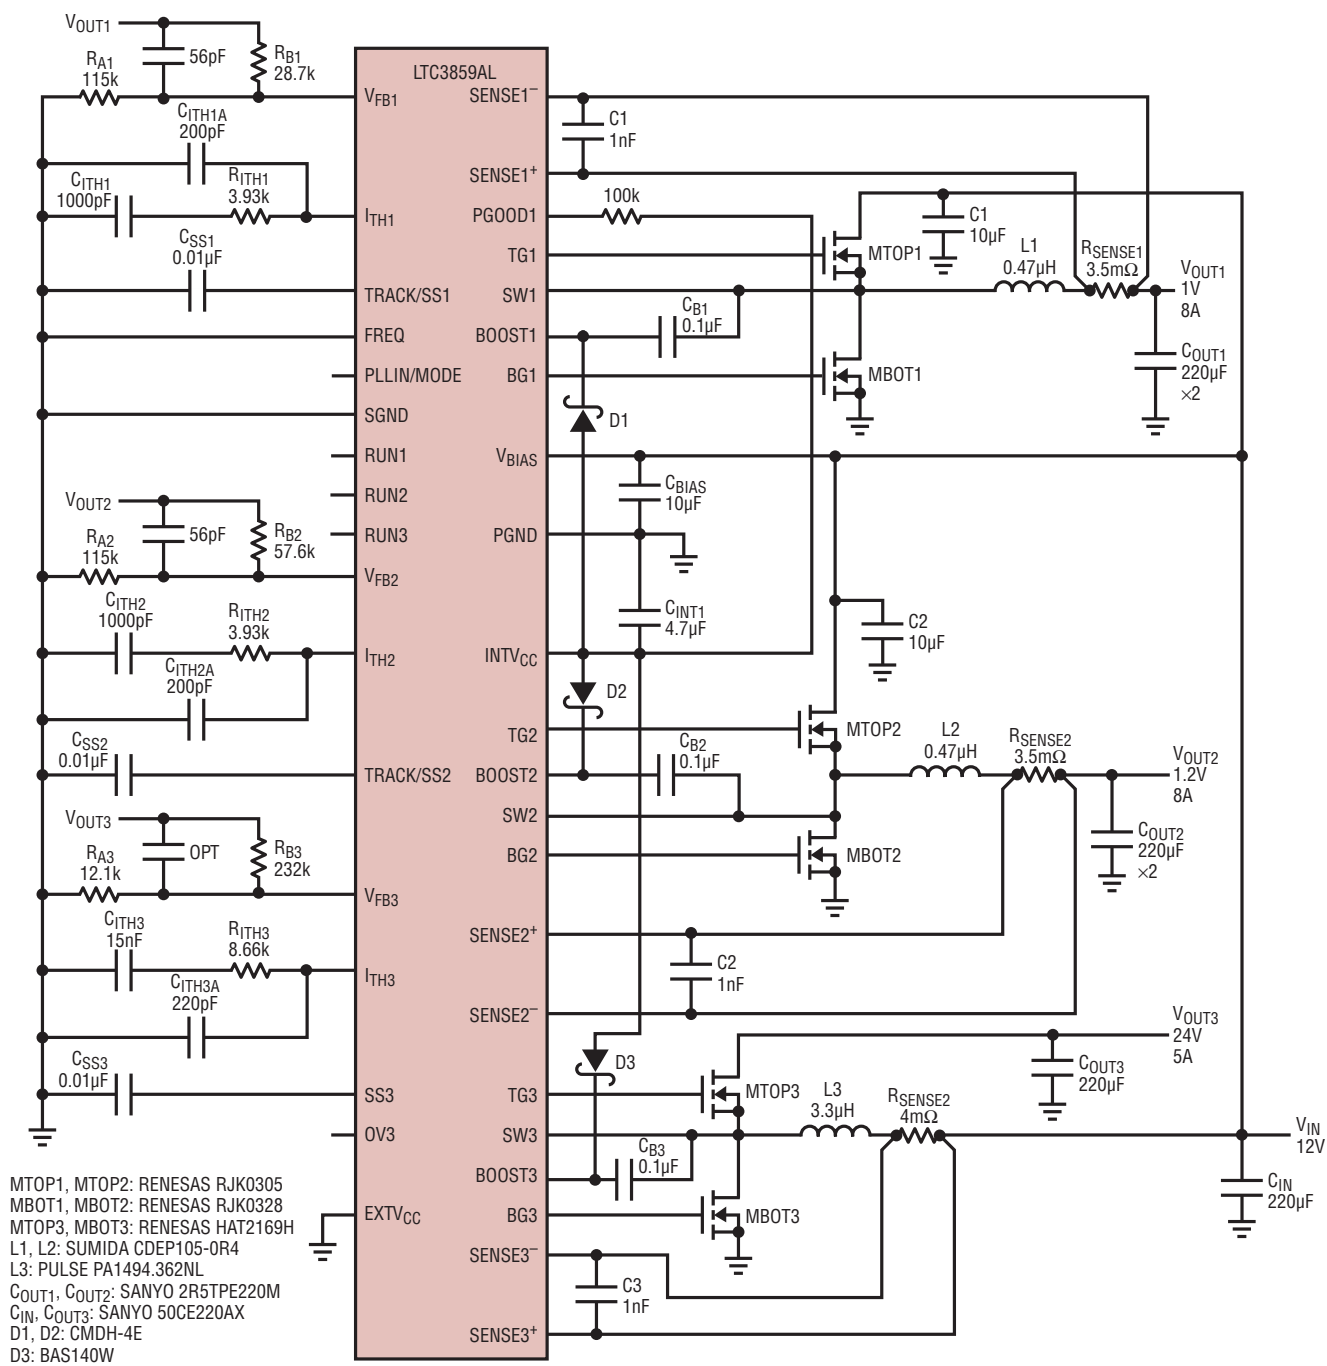 VOUT1
RA1
115k
56pF
RB1
28.7k
CITH1A
200pF
CITH1
1000pF
RITH1
3.93k
CSS1
0.01µF
VOUT2
RA2
115k
56pF
RB2
57.6k
CITH2
1000pF
RITH2
3.93k
CITH2A
200pF
CSS2
0.01µF
VOUT3
RA3
12.1k
OPT
RB3
232k
CITH3
15nF
RITH3
8.66k
CITH3A
220pF
CSS3
0.01µF
LTC3859AL
VFB1
ITH1
TRACK/SS1
FREQ
PLLIN/MODE
SGND
RUN1
RUN2
RUN3
VFB2
ITH2
TRACK/SS2
VFB3
ITH3
SS3
OV3
EXTVCC
SENSE1–
SENSE1+
PGOOD1
TG1
SW1
BOOST1
BG1
VBIAS
PGND
INTVCC
TG2
BOOST2
SW2
BG2
SENSE2+
SENSE2–
TG3
SW3
BOOST3
BG3
SENSE3–
SENSE3+
C1
1nF
100k
MTOP1
C1
10µF
L1
0.47µH
RSENSE1
3.5mΩ
VOUT1
1V
8A
CB1
0.1µF
MBOT1
COUT1
220µF
×2
D1
CBIAS
10µF
CINT1
4.7µF
C2
10µF
D2
MTOP2
L2
0.47µH
RSENSE2
3.5mΩ
VOUT2
1.2V
8A
CB2
0.1µF
MBOT2
COUT2
220µF
×2
C2
1nF
VOUT3
24V
5A
COUT3
220µF
D3
MTOP3
L3
3.3µH
RSENSE2
4mΩ
VIN
12V
CB3
0.1µF
CIN
220µF
MBOT3
C3
1nF
MTOP1, MTOP2: RENESAS RJK0305
MBOT1, MBOT2: RENESAS RJK0328
MTOP3, MBOT3: RENESAS HAT2169H
L1, L2: SUMIDA CDEP105-0R4
L3: PULSE PA1494.362NL
COUT1, COUT2: SANYO 2R5TPE220M
CIN, COUT3: SANYO 50CE220AX
D1, D2: CMDH-4E
D3: BAS140W